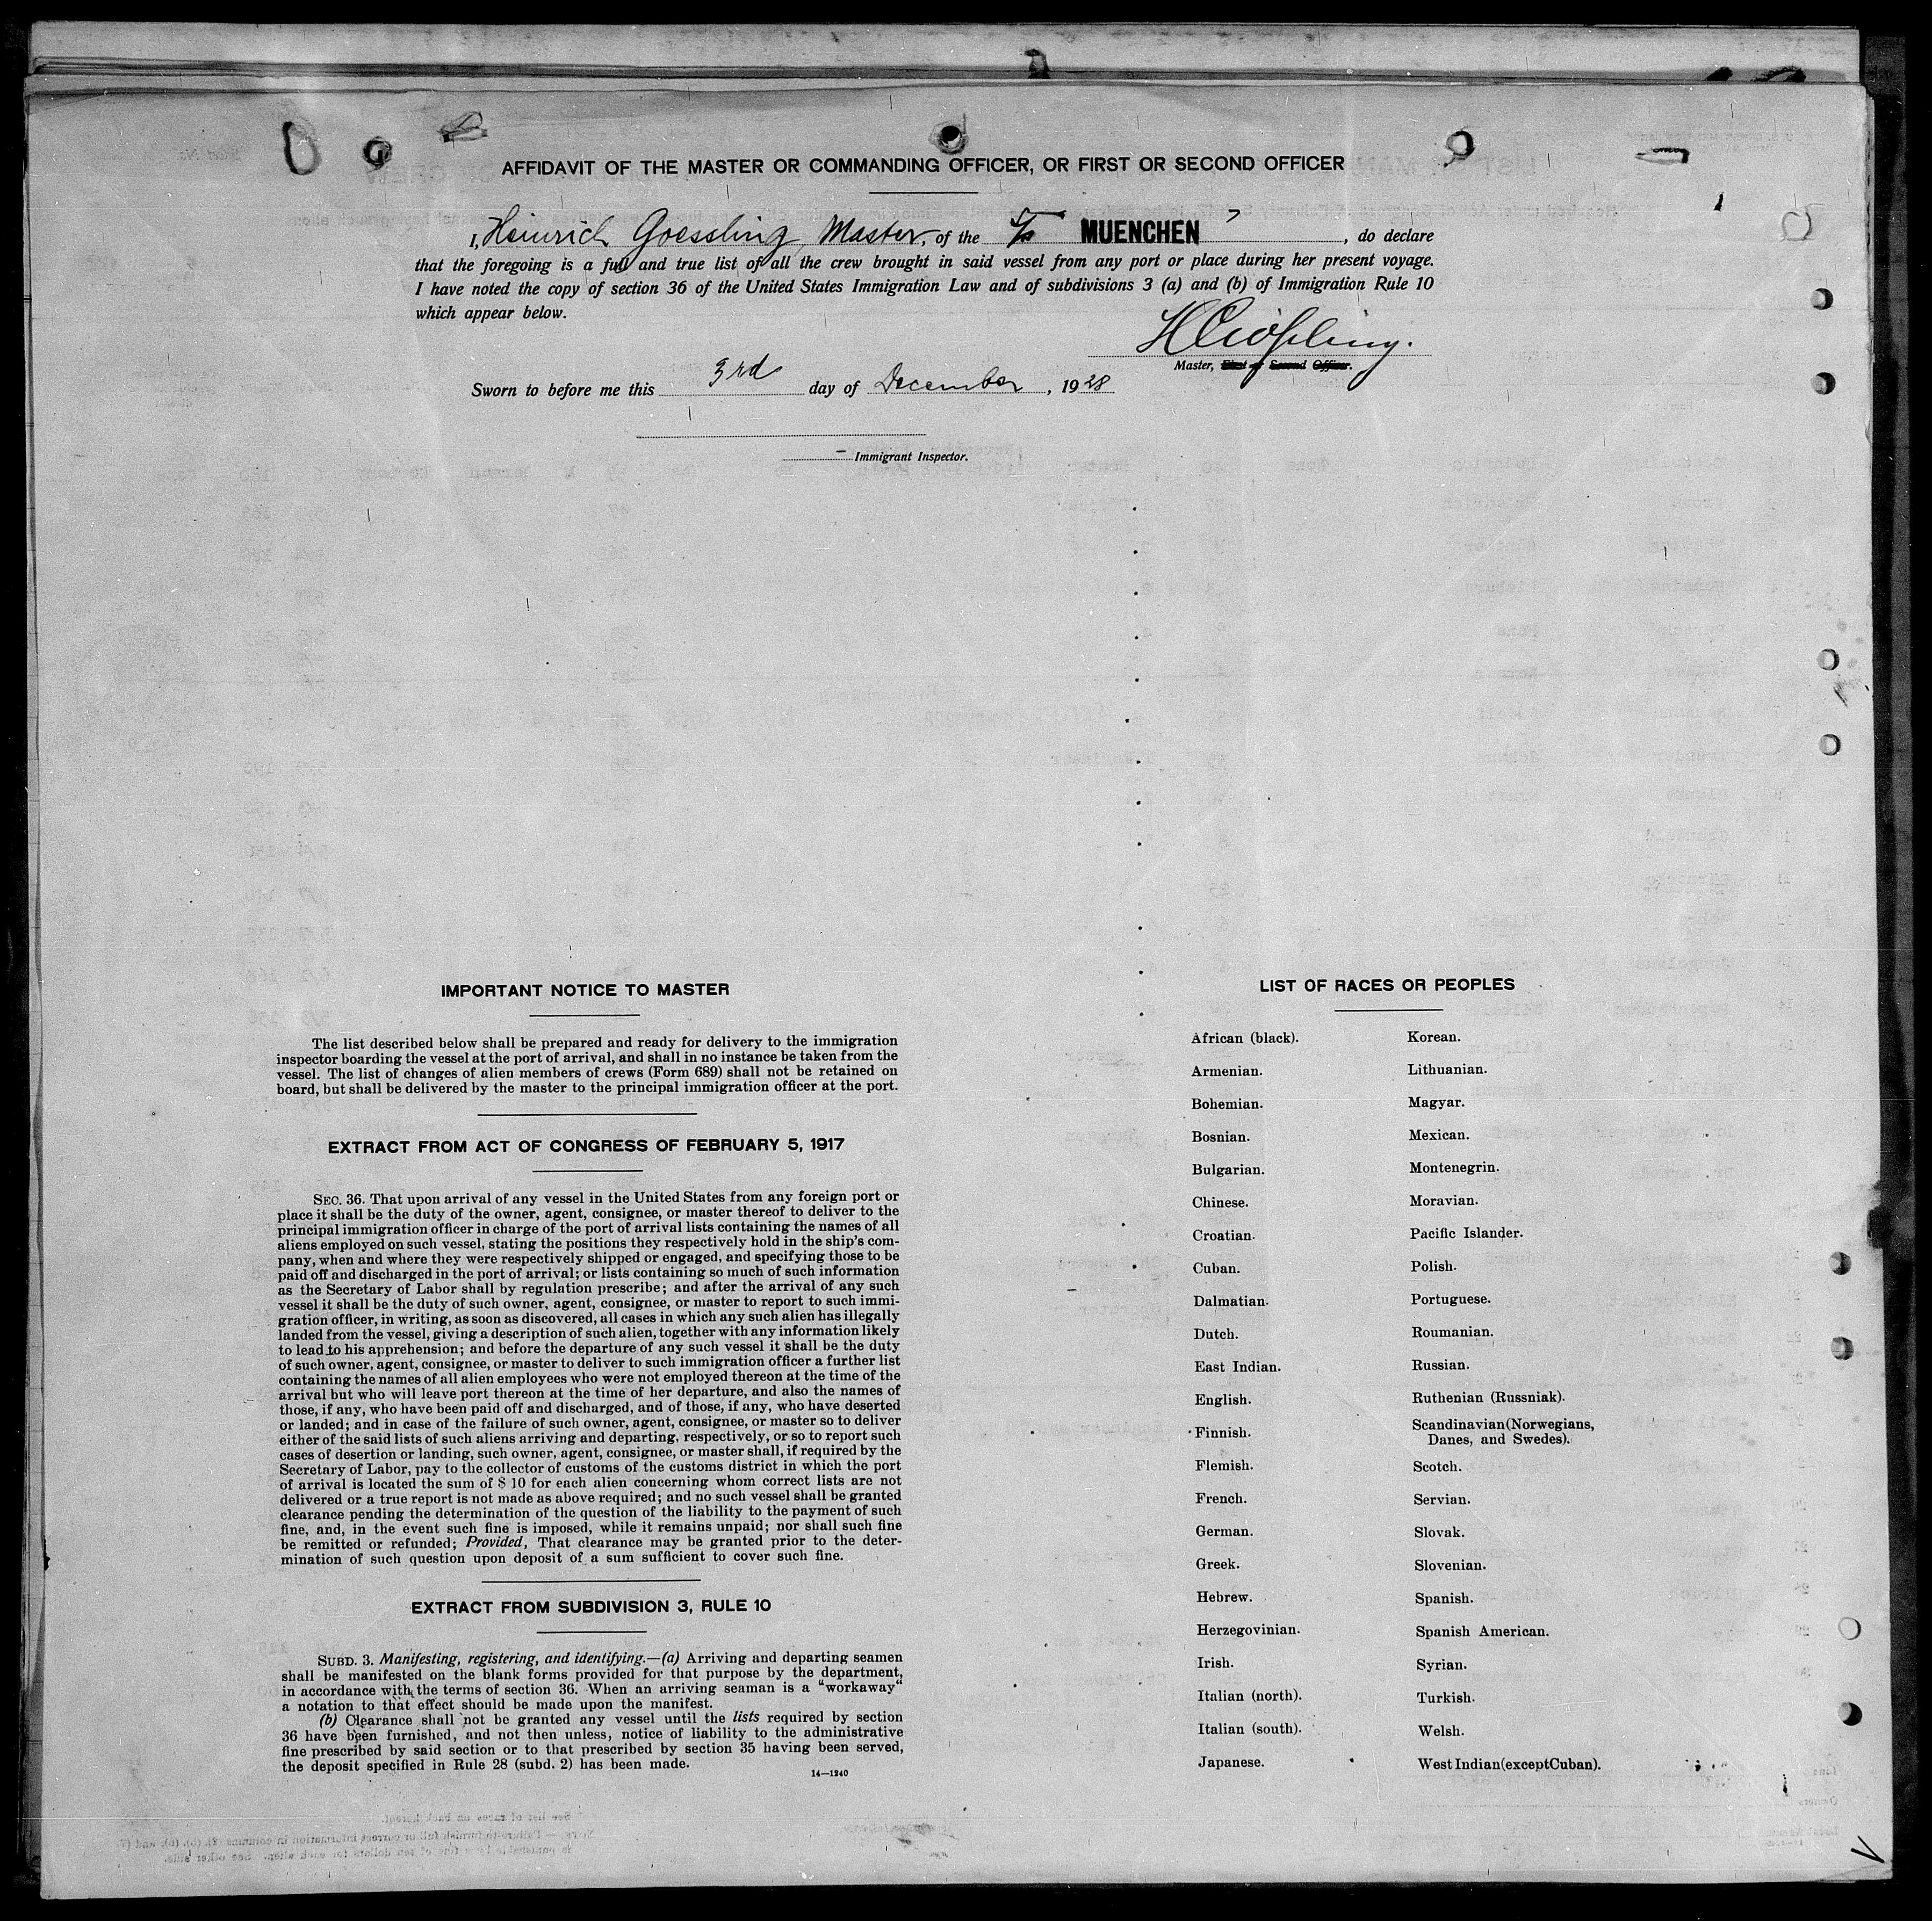 AFFIDAVIT OF THE MASTER OR COMMANDING OFFICER, OR FIRST OR SECOND OFFICER
I, Heinrich Goessling, Master, of the S/S MUENCHEN, do declare
that the foregoing is a full and true list of all the crew brought in said vessel from any port or place during her present voyage.
I have noted the copy of section 36 of the United States Immigration Law and of subdivisions 3 (a) and (b) of Immigration Rule 10
which appear below.
Master, First or Second Officer.
Sworn to before me this 3rd day of December, 1928
Immigrant Inspector.
IMPORTANT NOTICE TO MASTER
The list described below shall be prepared and ready for delivery to the immigration
inspector boarding the vessel at the port of arrival, and shall in no instance be taken from the
vessel. The list of changes of alien members of crews (Form 689) shall not be retained on
board, but shall be delivered by the master to the principal immigration officer at the port.
EXTRACT FROM ACT OF CONGRESS OF FEBRUARY 5, 1917
SEC. 36. That upon arrival of any vessel in the United States from any foreign port or
place it shall be the duty of the owner, agent, consignee, or master thereof to deliver to the
principal immigration officer in charge of the port of arrival lists containing the names of all
aliens employed on such vessel, stating the positions they respectively hold in the ship's com-
pany, when and where they were respectively shipped or engaged, and specifying those to be
paid off and discharged in the port of arrival; or lists containing so much of such information
as the Secretary of Labor shall by regulation prescribe; and after the arrival of any such
vessel it shall be the duty of such owner, agent, consignee, or master to report to such immi-
gration officer, in writing, as soon as discovered, all cases in which any such alien has illegally
landed from the vessel, giving a description of such alien, together with any information likely
to lead to his apprehension; and before the departure of any such vessel it shall be the duty
of such owner, agent, consignee, or master to deliver to such immigration officer a further list
containing the names of all alien employees who were not employed thereon at the time of the
arrival but who will leave port thereon at the time of her departure, and also the names of
those, if any, who have been paid off and discharged, and of those, if any, who have deserted
or landed; and in case of the failure of such owner, agent, consignee, or master so to deliver
either of the said lists of such aliens arriving and departing, respectively, or so to report such
cases of desertion or landing, such owner, agent, consignee, or master shall, if required by the
Secretary of Labor, pay to the collector of customs of the customs district in which the port
of arrival is located the sum of $ 10 for each alien concerning whom correct lists are not
delivered or a true report is not made as above required; and no such vessel shall be granted
clearance pending the determination of the question of the liability to the payment of such
fine, and, in the event such fine is imposed, while it remains unpaid; nor shall such fine
be remitted or refunded; Provided, That clearance may be granted prior to the deter-
mination of such question upon deposit of a sum sufficient to cover such fine.
EXTRACT FROM SUBDIVISION 3, RULE 10
SUBD. 3. Manifesting, registering, and identifying.—(a) Arriving and departing seamen
shall be manifested on the blank forms provided for that purpose by the department,
in accordance with the terms of section 36. When an arriving seaman is a "workaway"
a notation to that effect should be made upon the manifest.
(b) Clearance shall not be granted any vessel until the lists required by section
36 have been furnished, and not then unless, notice of liability to the administrative
fine prescribed by said section or to that prescribed by section 35 having been served,
the deposit specified in Rule 28 (subd. 2) has been made.
14—1240
LIST OF RACES OR PEOPLES
African (black).
Armenian.
Bohemian.
Bosnian.
Bulgarian.
Chinese.
Croatian.
Cuban.
Dalmatian.
Dutch.
East Indian.
English.
Finnish.
Flemish.
French.
German.
Greek.
Hebrew.
Herzegovinian.
Irish.
Italian (north).
Italian (south).
Japanese.
Korean.
Lithuanian.
Magyar.
Mexican.
Montenegrin.
Moravian.
Pacific Islander.
Polish.
Portuguese.
Roumanian.
Russian.
Ruthenian (Russniak).
Scandinavian (Norwegians,
Danes, and Swedes).
Scotch.
Servian.
Slovak.
Slovenian.
Spanish.
Spanish American.
Syrian.
Turkish.
Welsh.
West Indian (except Cuban).